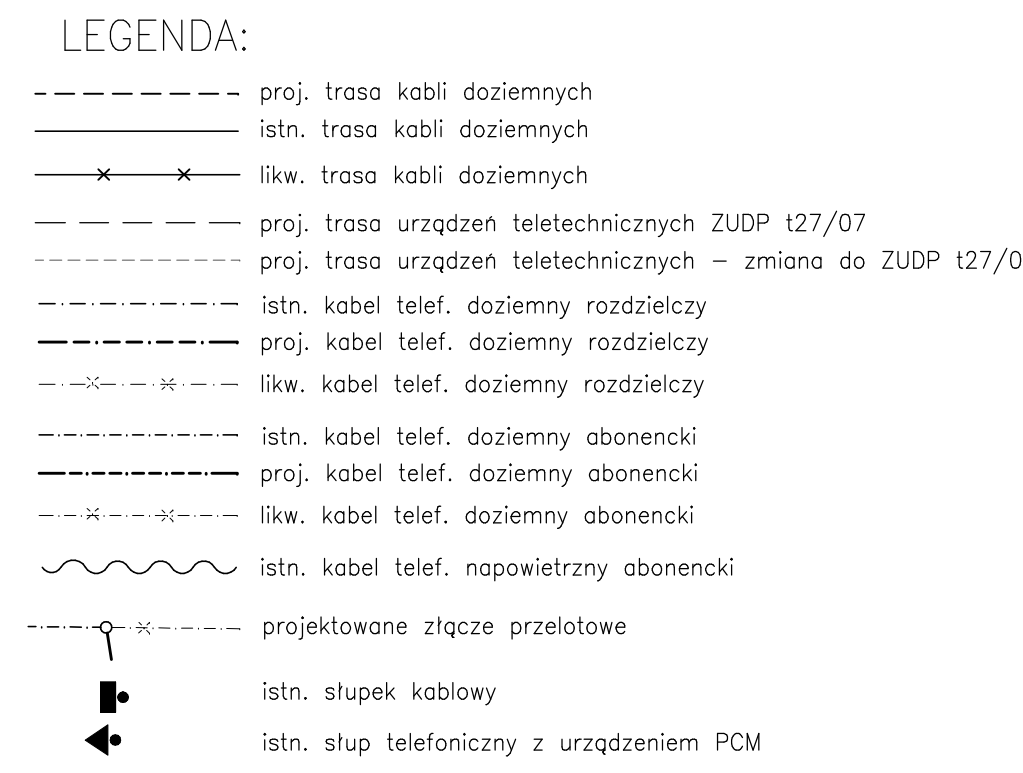 LEGENDA:
proj. trasa kabli doziemnych
istn. trasa kabli doziemnych
likw. trasa kabli doziemnych
proj. trasa urządzeń teletechnicznych ZUDP t27/07
proj. trasa urządzeń teletechnicznych – zmiana do ZUDP t27/0
istn. kabel telef. doziemny rozdzielczy
proj. kabel telef. doziemny rozdzielczy
likw. kabel telef. doziemny rozdzielczy
istn. kabel telef. doziemny abonencki
proj. kabel telef. doziemny abonencki
likw. kabel telef. doziemny abonencki
istn. kabel telef. napowietrzny abonencki
projektowane złącze przelotowe
istn. słupek kablowy
istn. słup telefoniczny z urządzeniem PCM